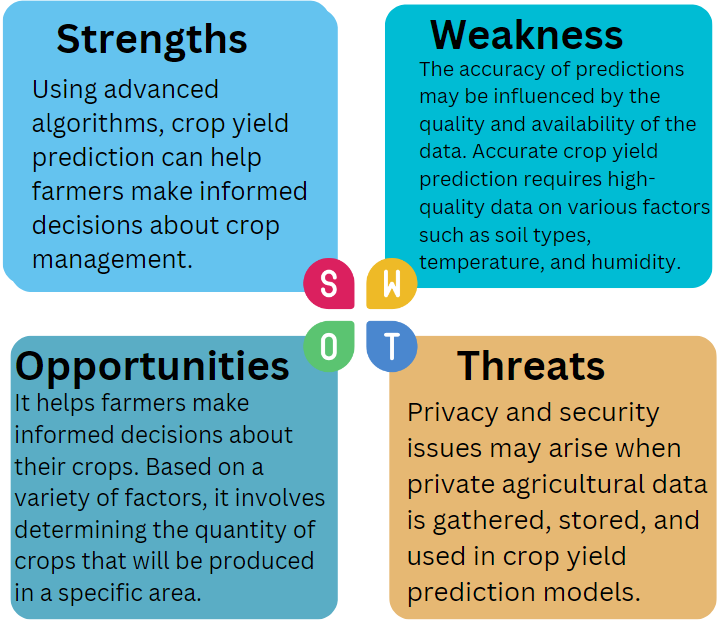 Strengths
Using advanced
algorithms, crop yield
prediction can help
farmers make informed
decisions about crop
management.
Weakness
The accuracy of predictions
may be influenced by the
quality and availability of the
data. Accurate crop yield
prediction requires high-
quality data on various factors
such as soil types,
temperature, and humidity.
S W
O T
Opportunities
It helps farmers make
informed decisions about
their crops. Based on a
variety of factors, it involves
determining the quantity of
crops that will be produced
in a specific area.
Threats
Privacy and security
issues may arise when
private agricultural data
is gathered, stored, and
used in crop yield
prediction models.